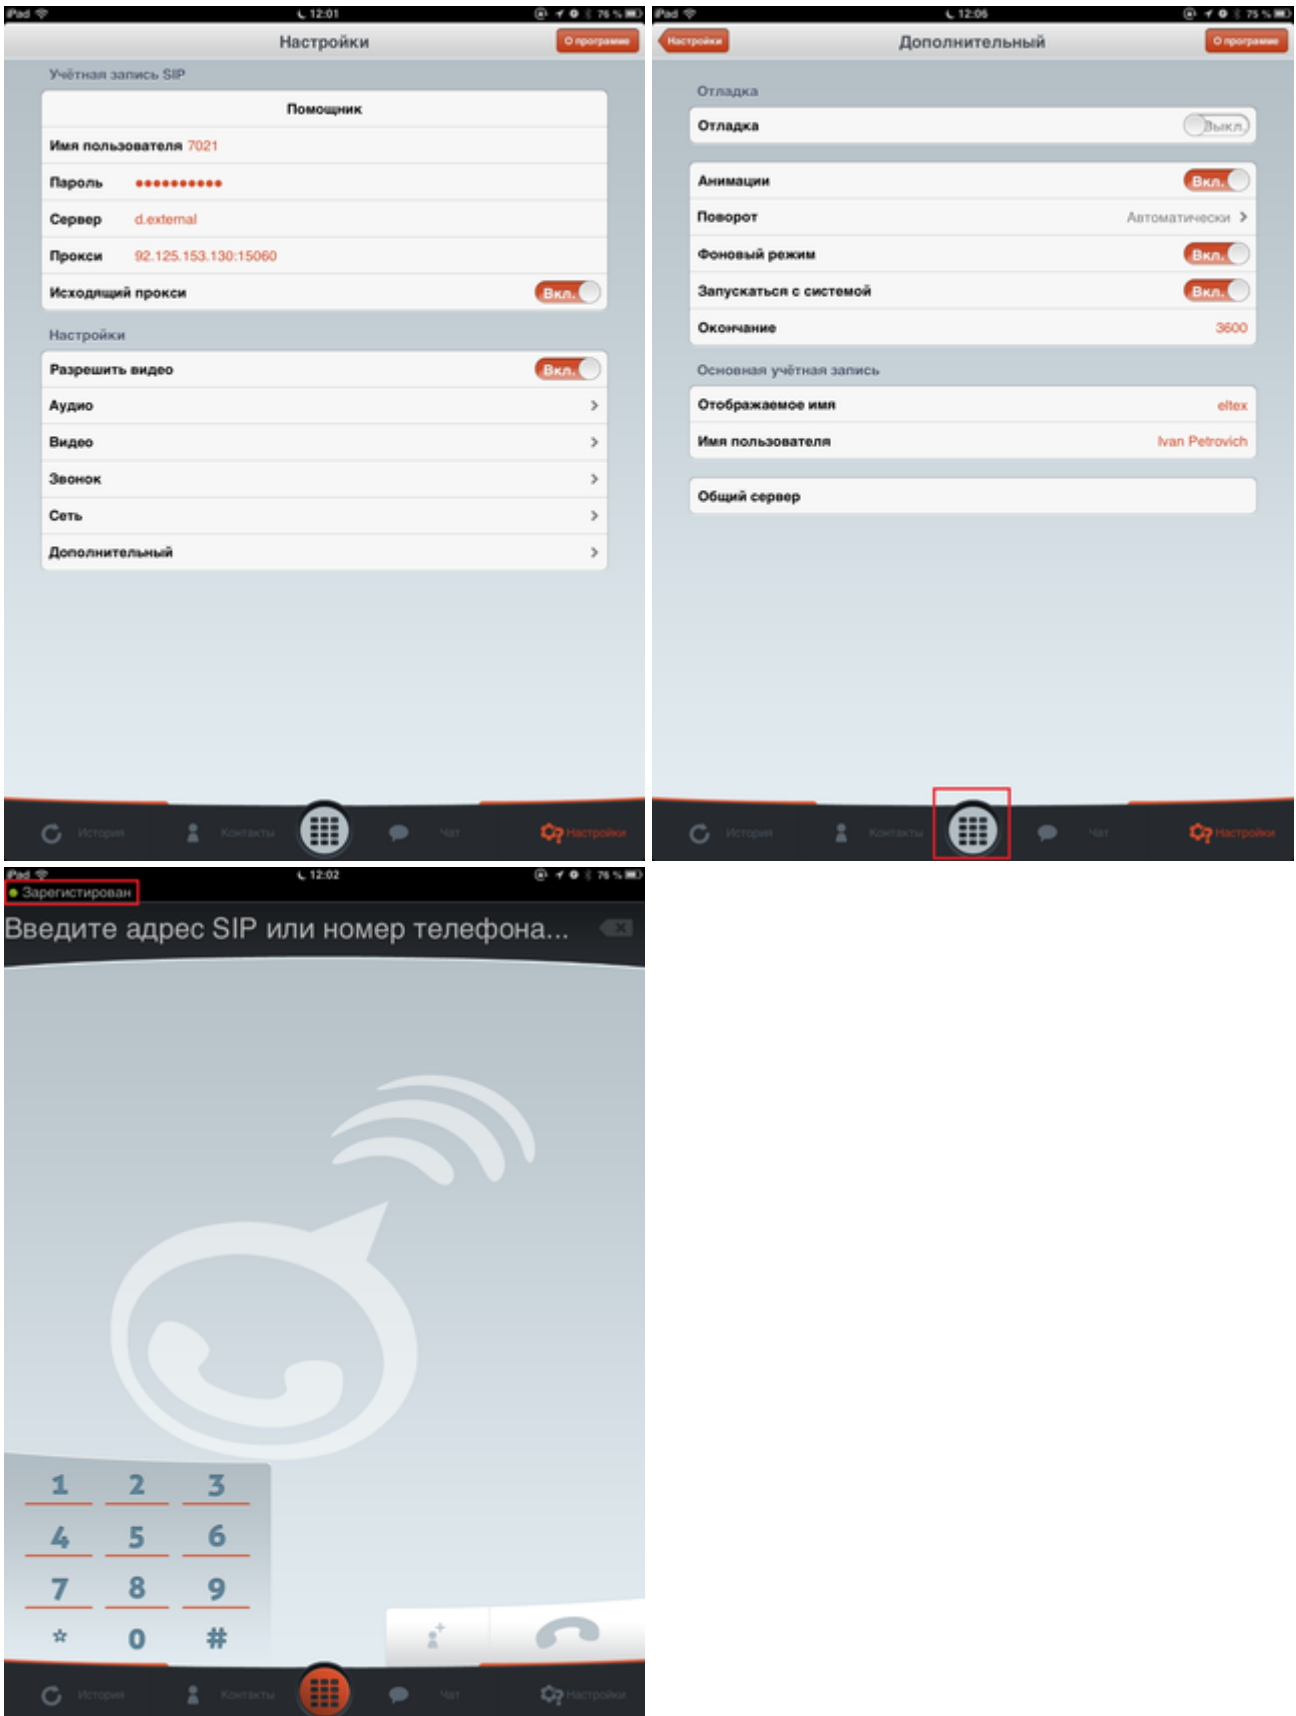 iPad 12:01 76 %
Настройки О программе
Учётная запись SIP
Помощник
Имя пользователя 7021
Пароль ••••••••••
Сервер d.external
Прокси 92.125.153.130:15060
Исходящий прокси Вкл.
Настройки
Разрешить видео Вкл.
Аудио
Видео
Звонок
Сеть
Дополнительный
История Контакты Чат Настройки
iPad 12:06 75 %
Настройки Дополнительный О программе
Отладка
Отладка Выкл.
Анимации Вкл.
Поворот Автоматически
Фоновый режим Вкл.
Запускаться с системой Вкл.
Окончание 3600
Основная учётная запись
Отображаемое имя eltex
Имя пользователя Ivan Petrovich
Общий сервер
История Контакты Чат Настройки
iPad 12:02 76 %
Зарегистирован
Введите адрес SIP или номер телефона...
1 2 3
4 5 6
7 8 9
* 0 #
История Контакты Чат Настройки